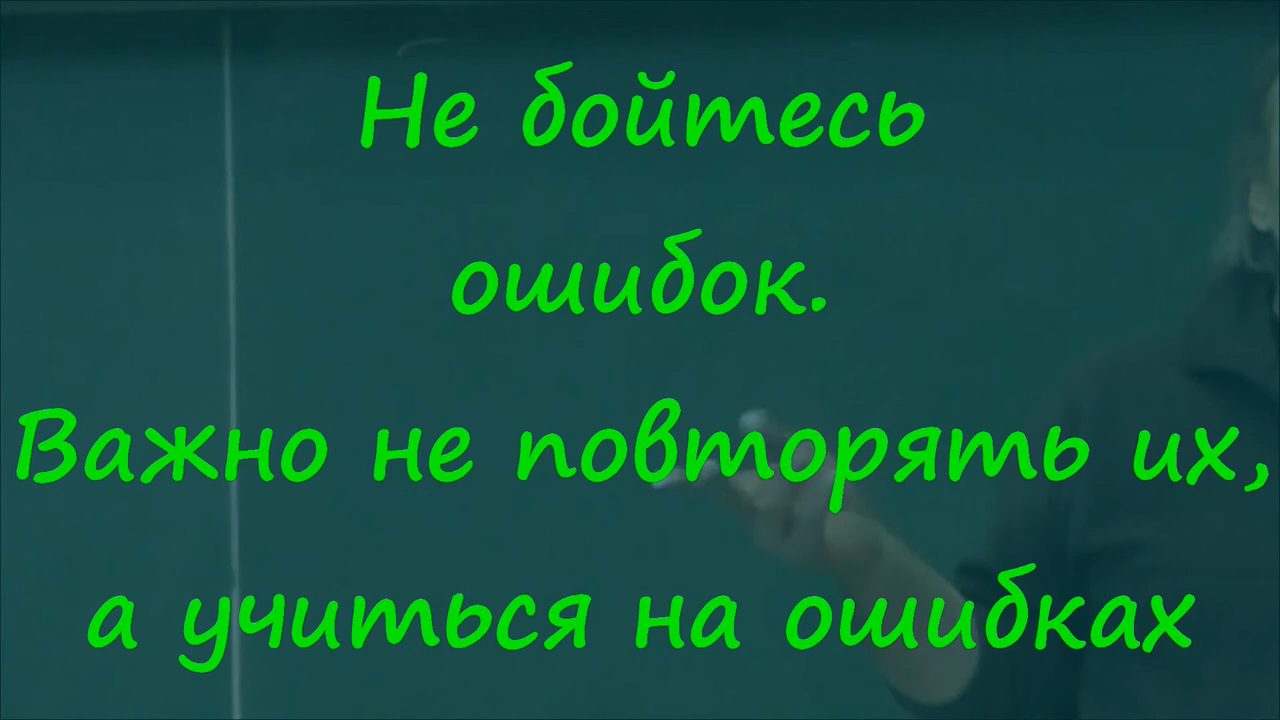 Не бойтесь
ошибок.
Важно не повторять их,
а учиться на ошибках